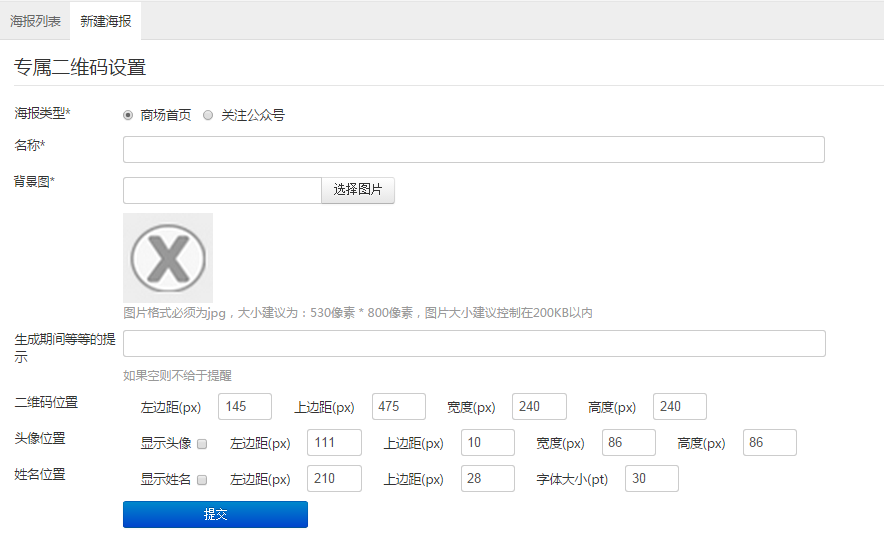 海报列表 新建海报
专属二维码设置
海报类型* 商场首页 关注公众号
名称*
背景图* 选择图片
X
图片格式必须为jpg，大小建议为：530像素 * 800像素，图片大小建议控制在200KB以内
生成期间等等的提
示
如果空则不给于提醒
二维码位置 左边距(px) 145 上边距(px) 475 宽度(px) 240 高度(px) 240
头像位置 显示头像 左边距(px) 111 上边距(px) 10 宽度(px) 86 高度(px) 86
姓名位置 显示姓名 左边距(px) 210 上边距(px) 28 字体大小(pt) 30
提交